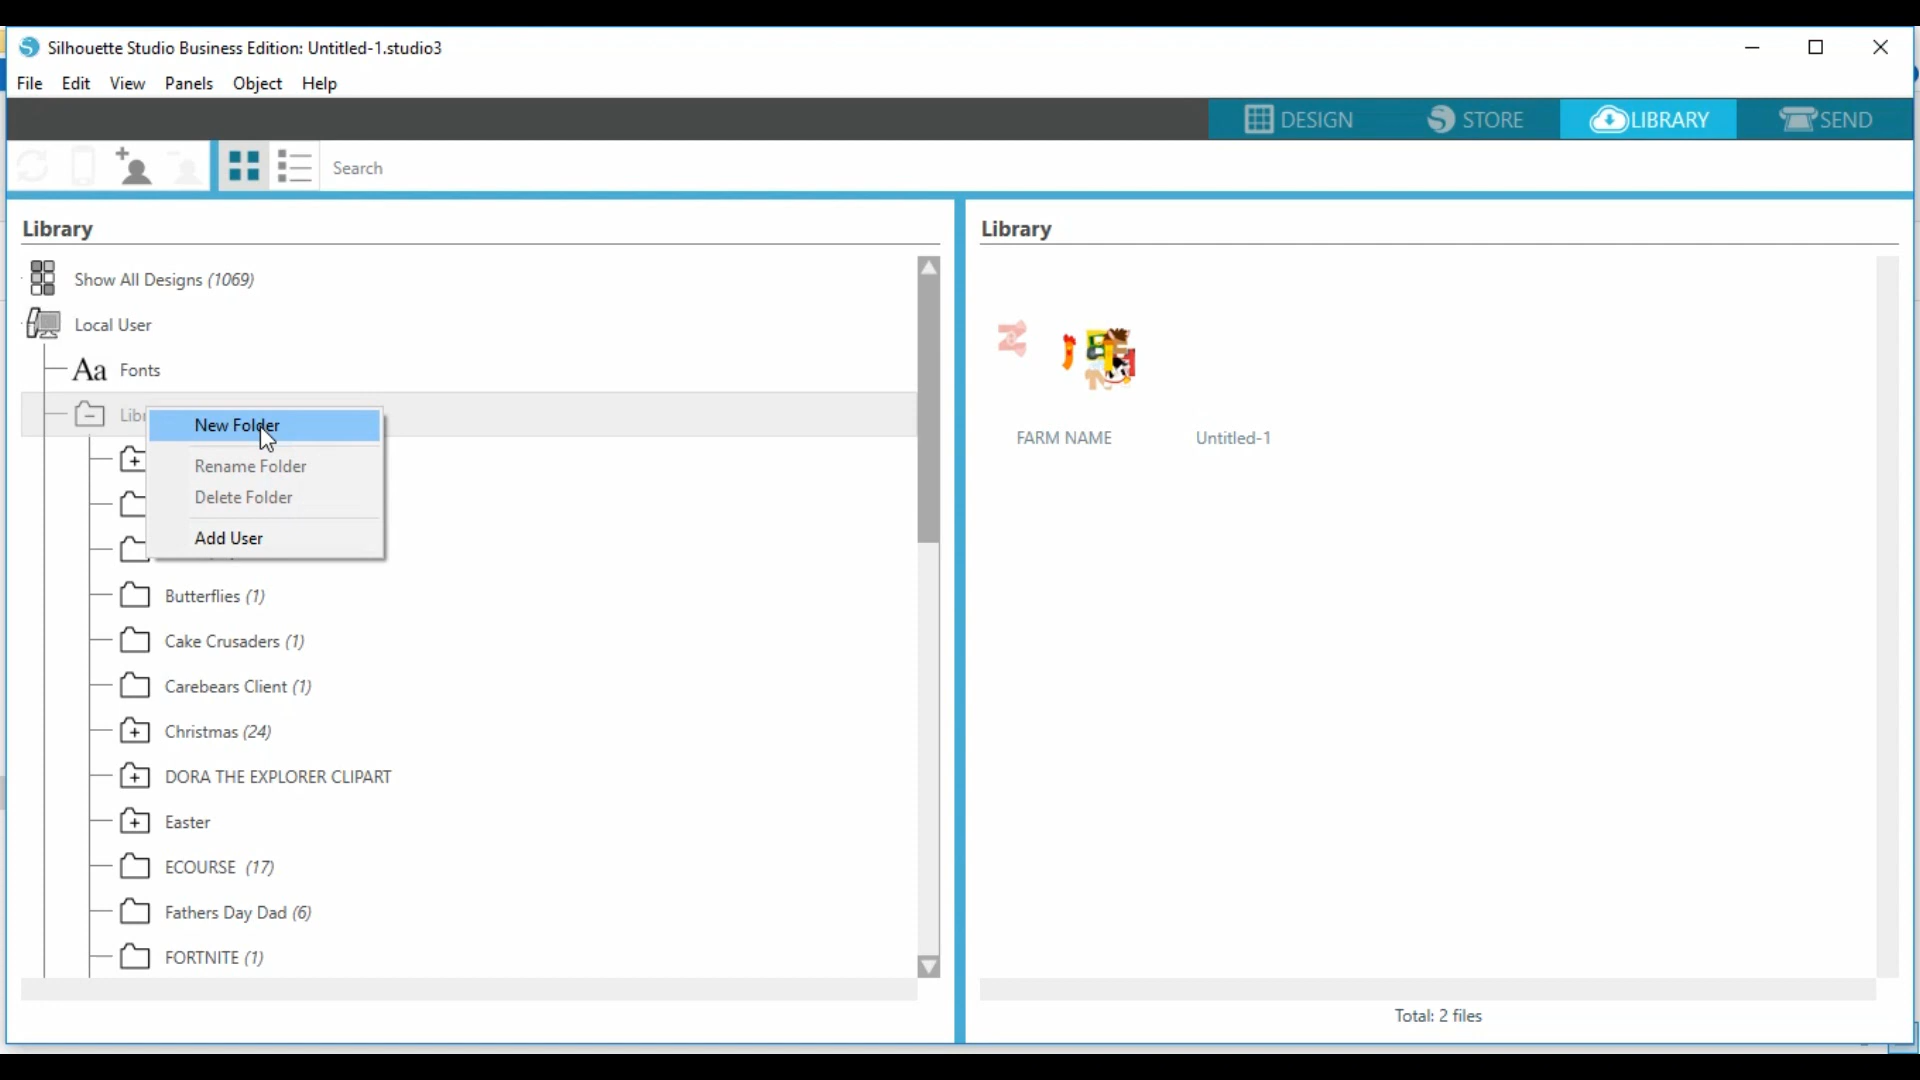 Silhouette Studio Business Edition: Untitled-1.studio3
File Edit View Panels Object Help
DESIGN STORE LIBRARY SEND
Search
Library
Show All Designs (1069)
Local User
Aa Fonts
New Folder
Rename Folder
Delete Folder
Add User
Butterflies (1)
Cake Crusaders (1)
Carebears Client (1)
Christmas (24)
DORA THE EXPLORER CLIPART
Easter
ECOURSE (17)
Fathers Day Dad (6)
FORTNITE (1)
Library
FARM NAME Untitled-1
Total: 2 files